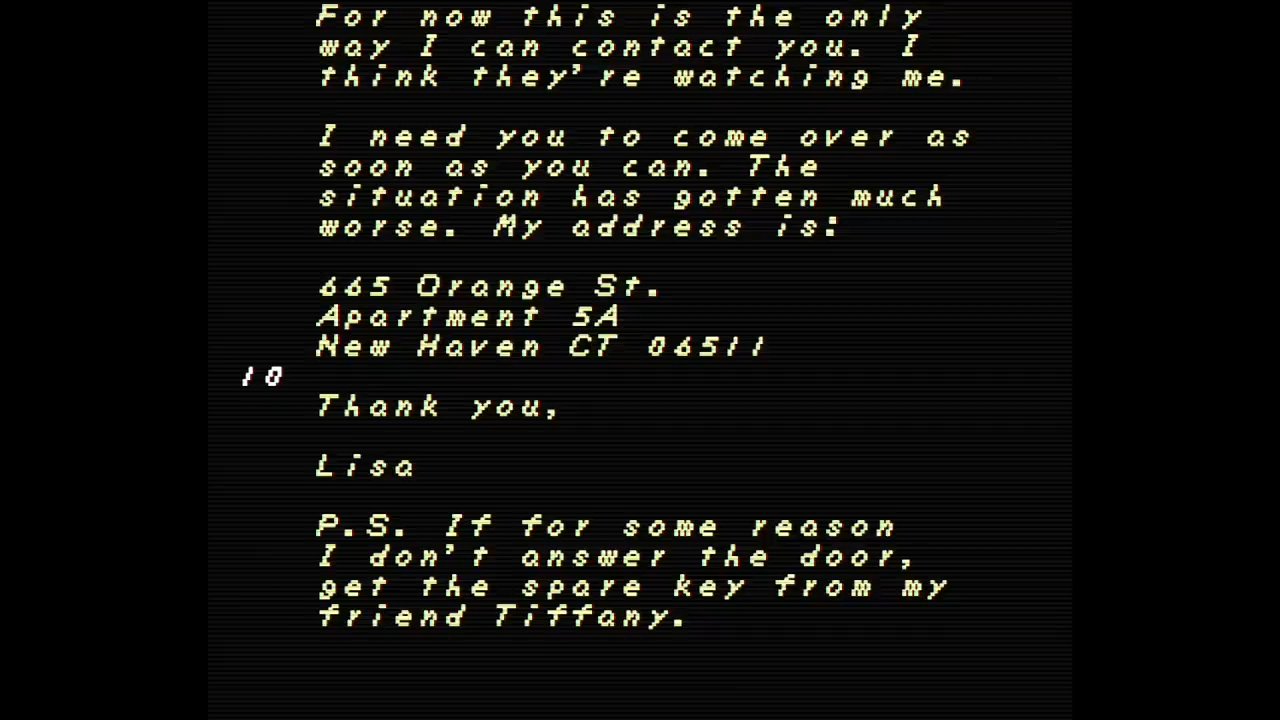 For now this is the only
way I can contact you. I
think they're watching me.
I need you to come over as
soon as you can. The
situation has gotten much
worse. My address is:
665 Orange St.
Apartment 5A
New Haven CT 06511
10
Thank you,
Lisa
P.S. If for some reason
I don't answer the door,
get the spare key from my
friend Tiffany.